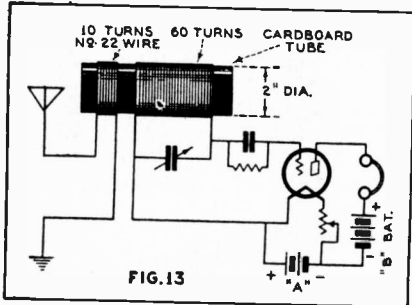 10 TURNS
NO. 22 WIRE
60 TURNS
CARDBOARD
TUBE
2" DIA.
"B" BAT.
+
-
+
"A"
-
FIG.13